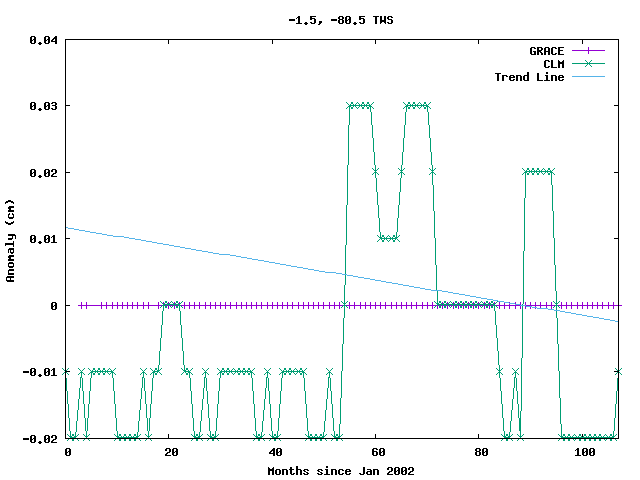 -1.5, -80.5 TWS
GRACE
CLM
Trend Line
0.04
0.03
0.02
0.01
0
-0.01
-0.02
Anomaly (cm)
0 20 40 60 80 100
Months since Jan 2002